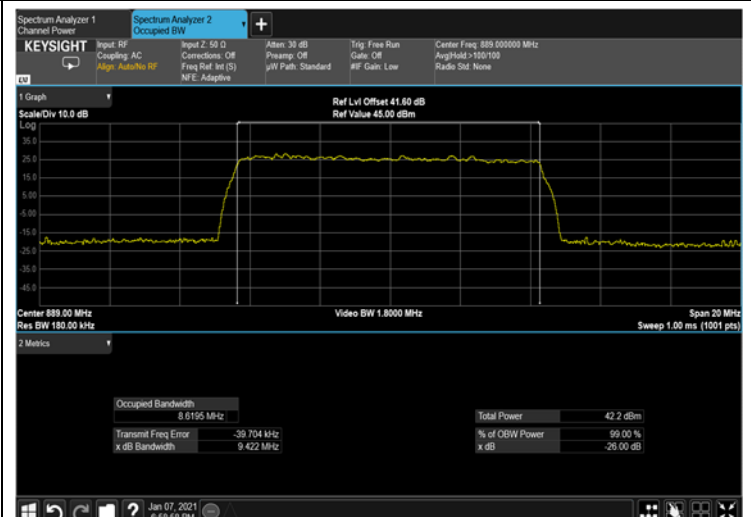 Spectrum Analyzer 1
Channel Power
Spectrum Analyzer 2
Occupied BW
KEYSIGHT
Input: RF
Coupling: AC
Align: Auto/No RF
Input Z: 50 Ω
Corrections: Off
Freq Ref: Int (S)
NFE: Adaptive
Atten: 30 dB
Preamp: Off
µW Path: Standard
Trig: Free Run
Gate: Off
#IF Gain: Low
Center Freq: 889.000000 MHz
Avg|Hold:>100/100
Radio Std: None
1 Graph
Scale/Div 10.0 dB
Ref Lvl Offset 41.60 dB
Ref Value 45.00 dBm
Log
35.0
25.0
15.0
5.00
-5.00
-15.0
-25.0
-35.0
-45.0
Center 889.00 MHz
Res BW 180.00 kHz
Video BW 1.8000 MHz
Span 20 MHz
Sweep 1.00 ms (1001 pts)
2 Metrics
Occupied Bandwidth
8.6195 MHz
Transmit Freq Error -39.704 kHz
x dB Bandwidth 9.422 MHz
Total Power 42.2 dBm
% of OBW Power 99.00 %
x dB -26.00 dB
Jan 07, 2021